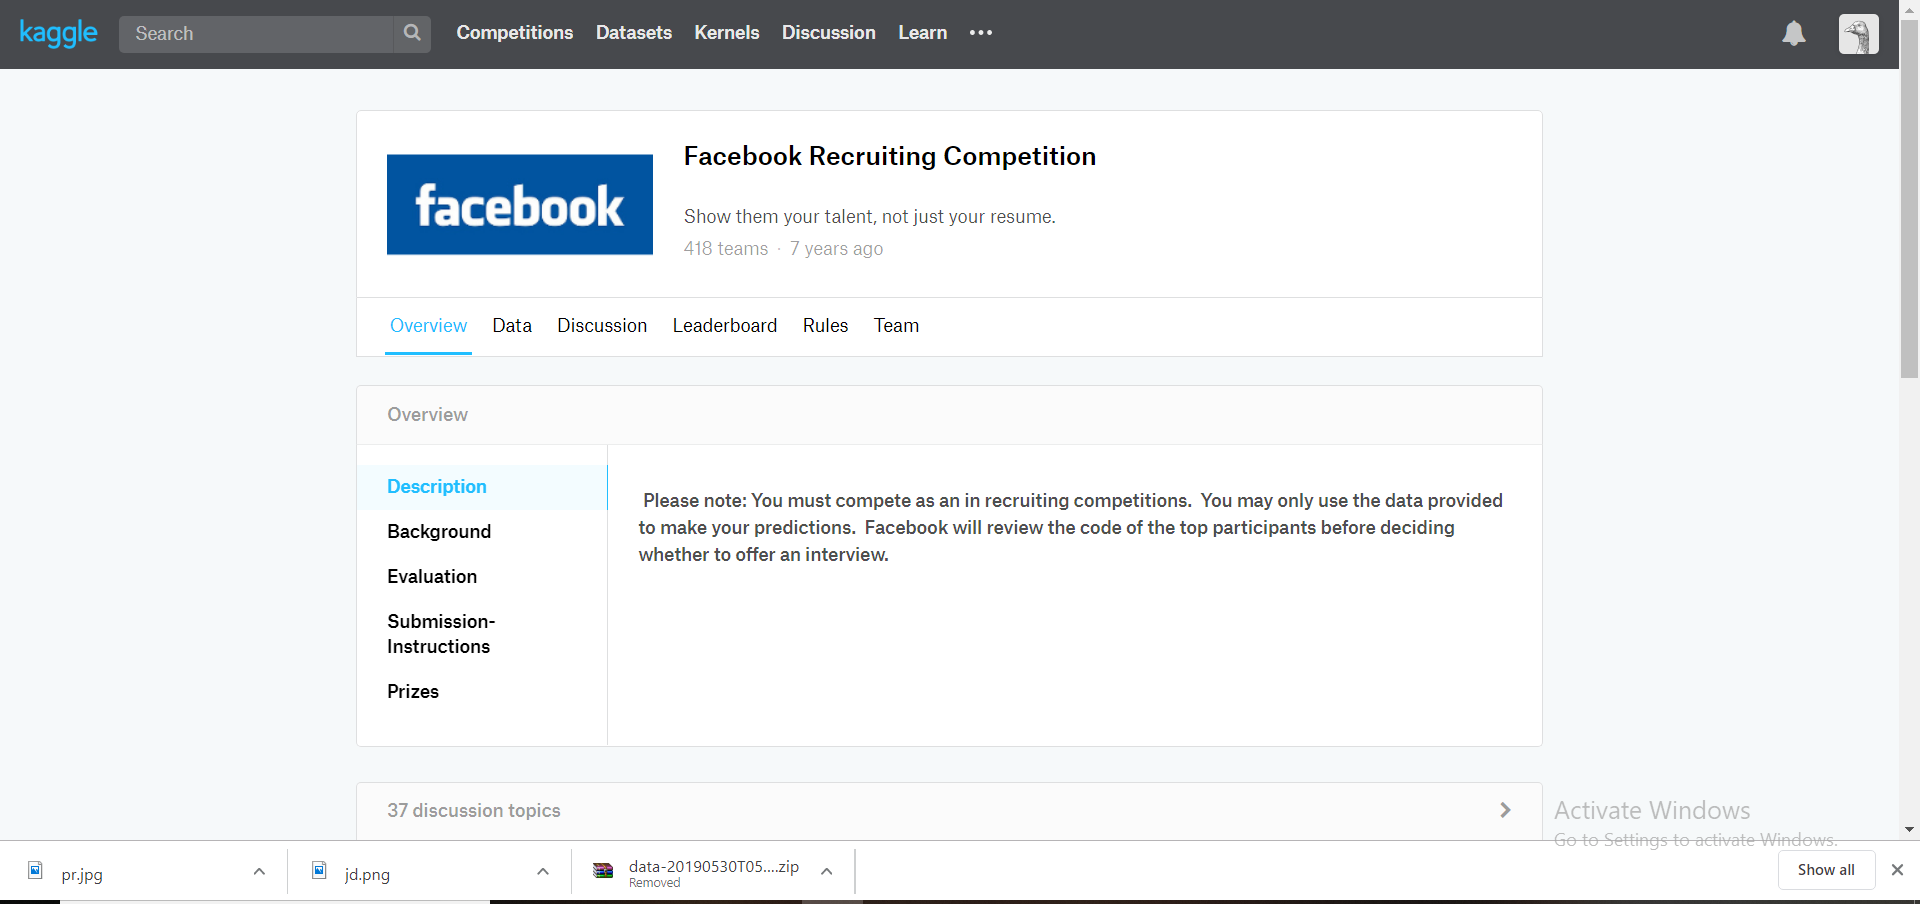 kaggle
Search
Competitions Datasets Kernels Discussion Learn
facebook
Facebook Recruiting Competition
Show them your talent, not just your resume.
418 teams · 7 years ago
Overview Data Discussion Leaderboard Rules Team
Overview
Description
Background
Evaluation
Submission-
Instructions
Prizes
Please note: You must compete as an in recruiting competitions. You may only use the data provided
to make your predictions. Facebook will review the code of the top participants before deciding
whether to offer an interview.
37 discussion topics
Activate Windows
Go to Settings to activate Windows.
pr.jpg
jd.png
data-20190530T05....zip
Removed
Show all